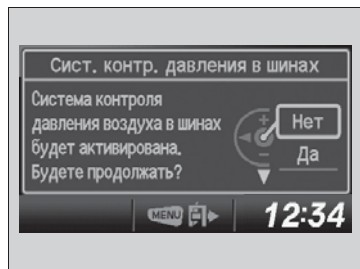 Сист. контр. давления в шинах
Система контроля
давления воздуха в шинах
будет активирована.
Будете продолжать?
Нет
Да
MENU
12:34